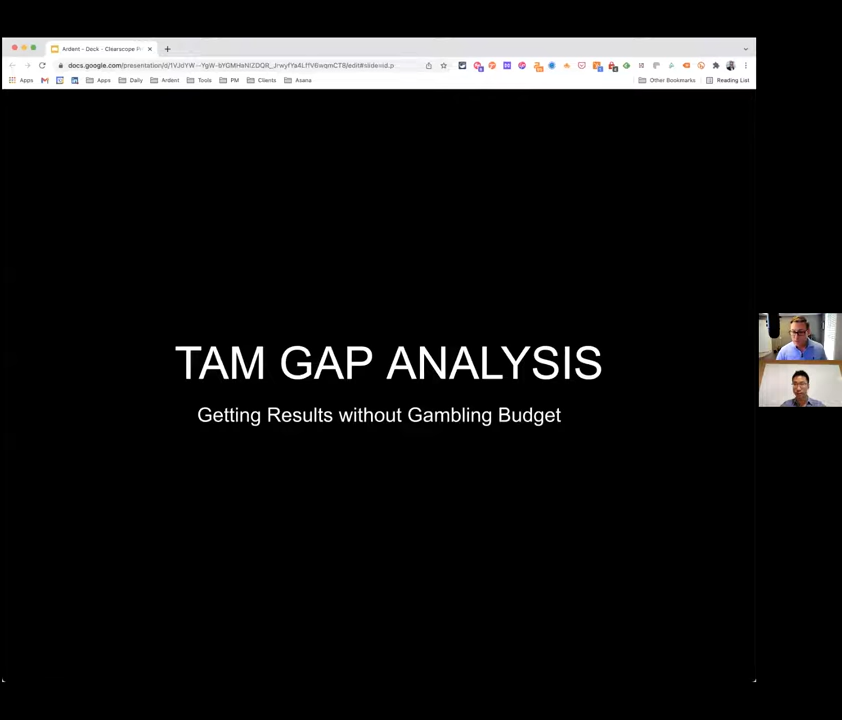 Ardent - Deck - Clearscope Pr
Apps
Daily
Ardent
Tools
PM
Clients
Asana
Other Bookmarks
Reading List
TAM GAP ANALYSIS
Getting Results without Gambling Budget